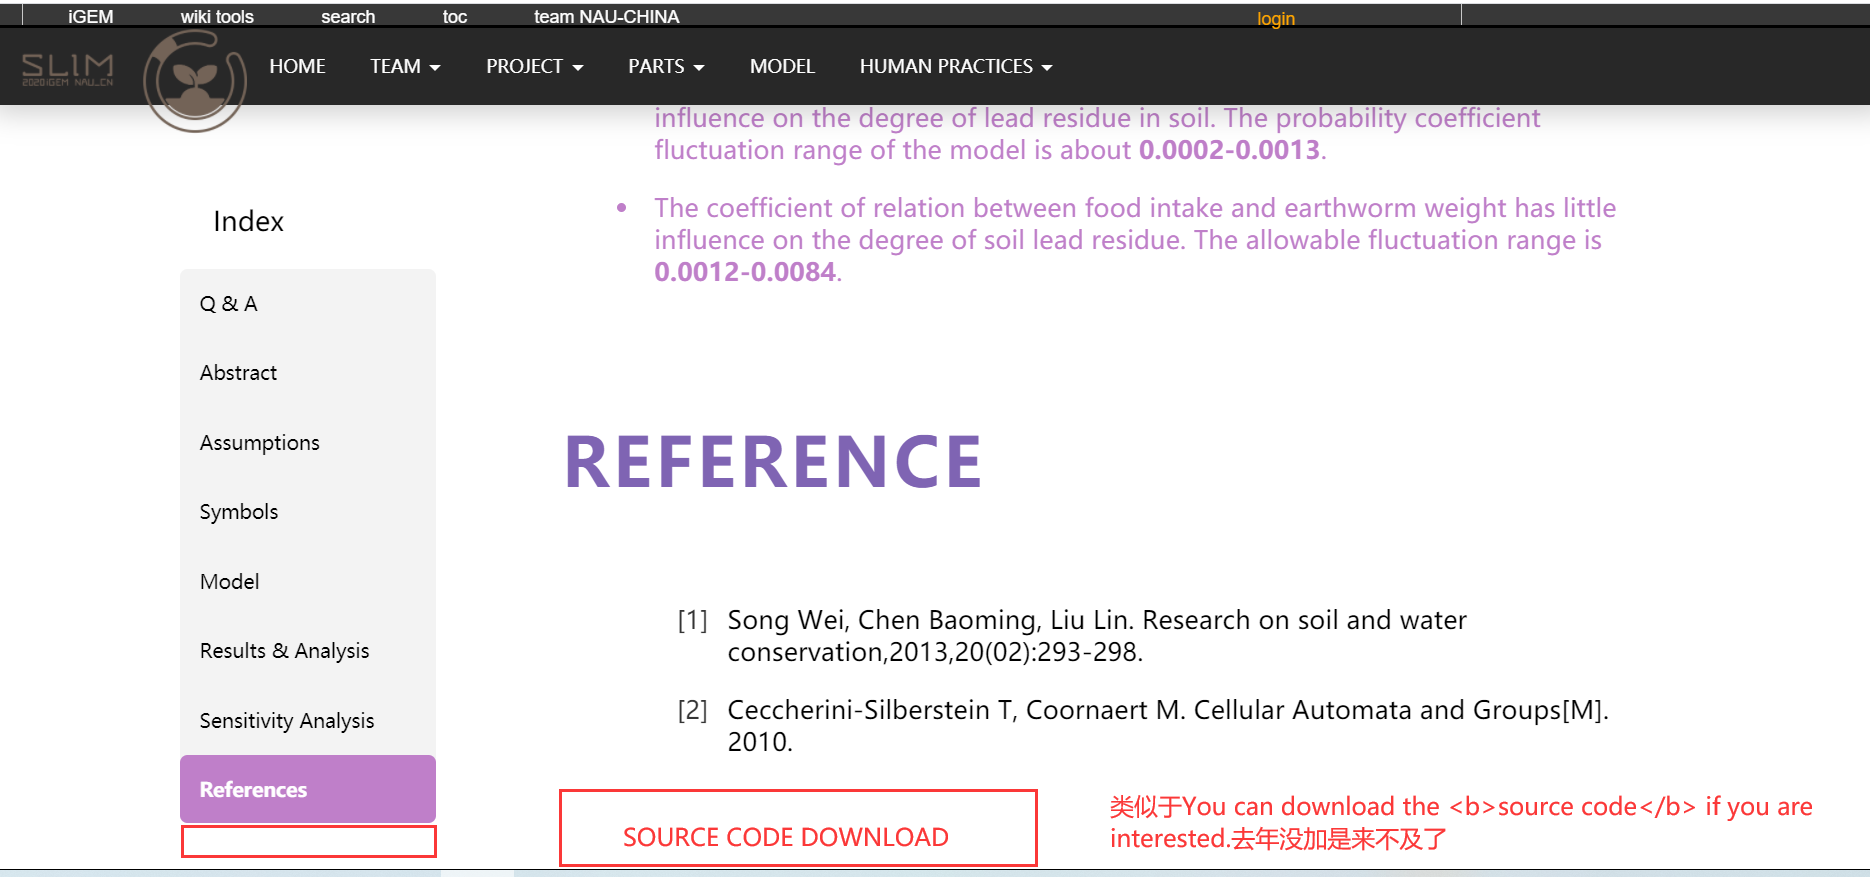 iGEM wiki tools search toc team NAU-CHINA login
SLIM
2020IGEM NAU_CN
HOME TEAM PROJECT PARTS MODEL HUMAN PRACTICES
influence on the degree of lead residue in soil. The probability coefficient
fluctuation range of the model is about 0.0002-0.0013.
• The coefficient of relation between food intake and earthworm weight has little
influence on the degree of soil lead residue. The allowable fluctuation range is
0.0012-0.0084.
Index
Q & A
Abstract
Assumptions
Symbols
Model
Results & Analysis
Sensitivity Analysis
References
REFERENCE
[1] Song Wei, Chen Baoming, Liu Lin. Research on soil and water
conservation,2013,20(02):293-298.
[2] Ceccherini-Silberstein T, Coornaert M. Cellular Automata and Groups[M].
2010.
SOURCE CODE DOWNLOAD
类似于You can download the <b>source code</b> if you are
interested.去年没加是来不及了